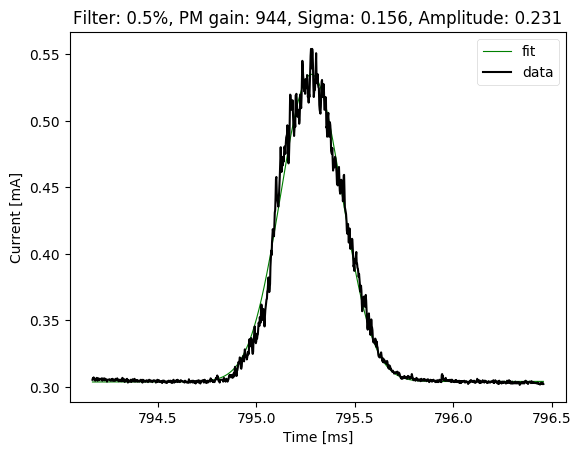 Filter: 0.5%, PM gain: 944, Sigma: 0.156, Amplitude: 0.231
fit
data
0.55
0.50
0.45
0.40
0.35
0.30
Current [mA]
794.5
795.0
795.5
796.0
796.5
Time [ms]